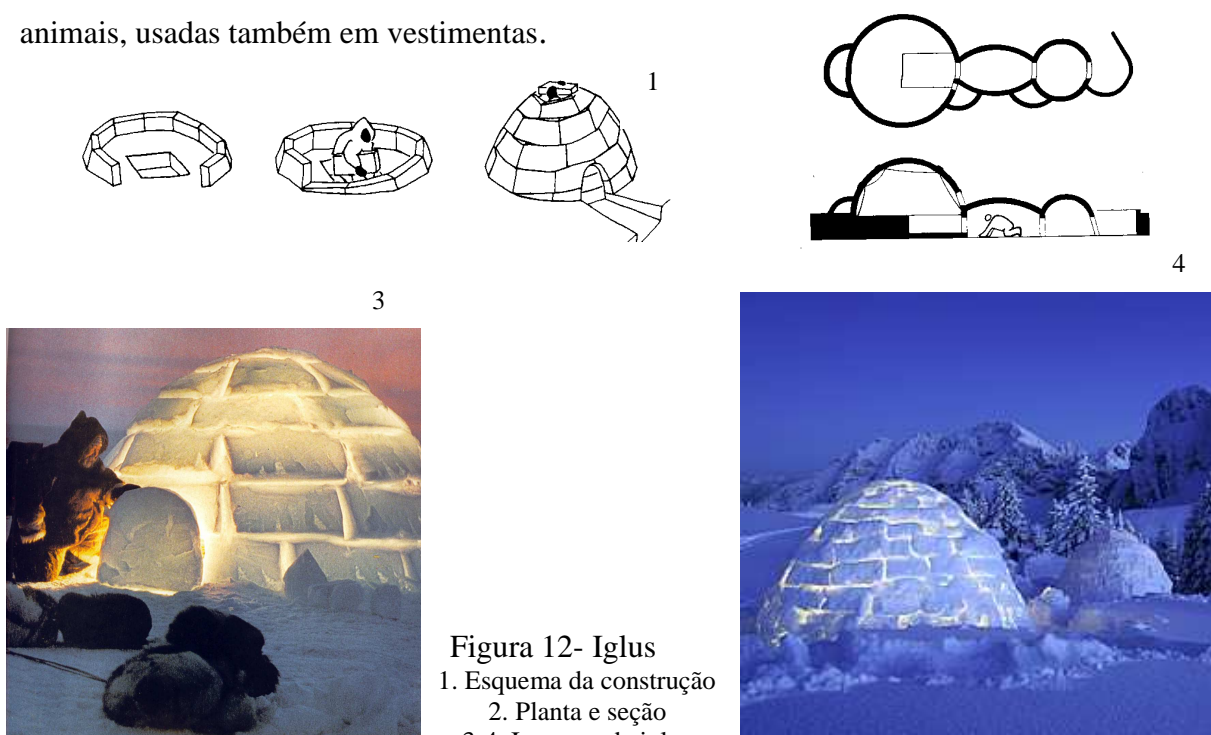 animais, usadas também em vestimentas.
1
4
3
Figura 12- Iglus
1. Esquema da construção
2. Planta e seção